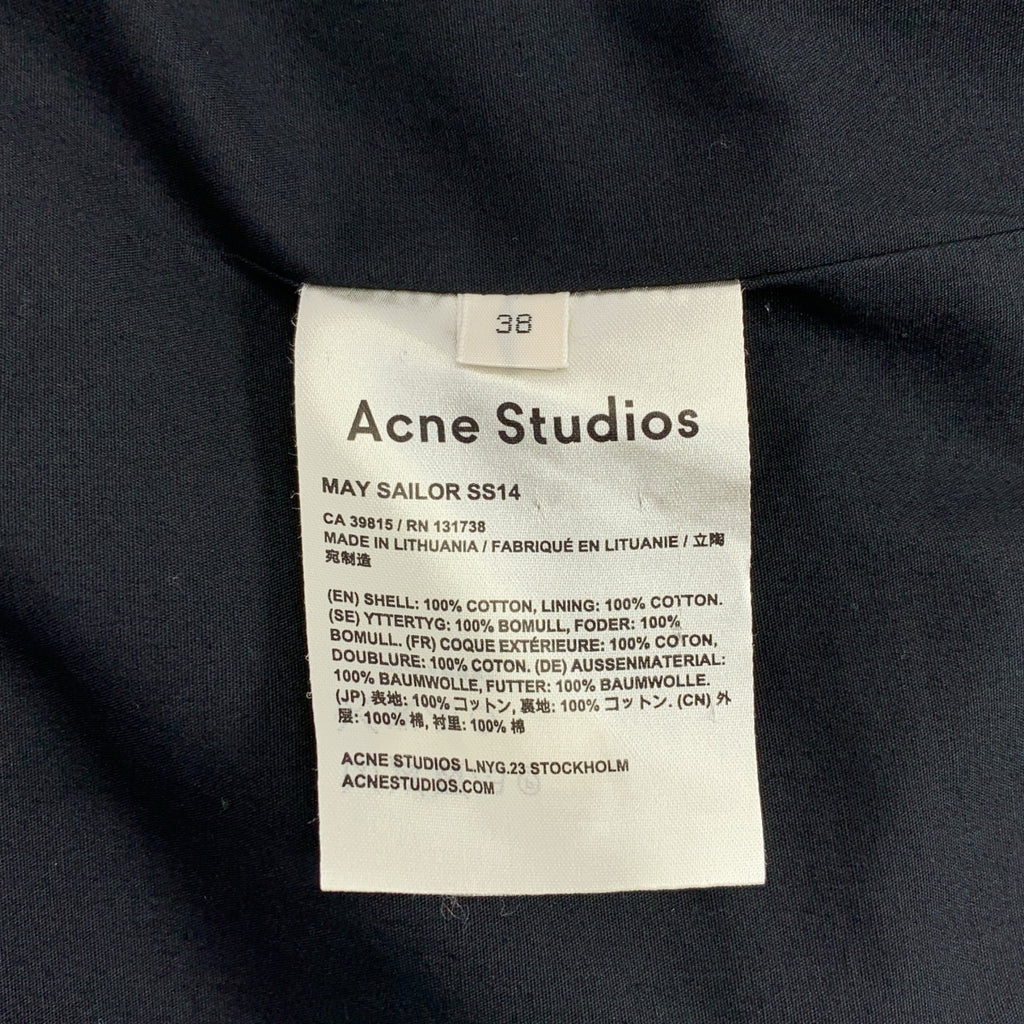 38
Acne Studios
MAY SAILOR SS14
CA 39815 / RN 131738
MADE IN LITHUANIA / FABRIQUÉ EN LITUANIE / 立陶
宛制造
(EN) SHELL: 100% COTTON, LINING: 100% COTTON.
(SE) YTTERTYG: 100% BOMULL, FODER: 100%
BOMULL. (FR) COQUE EXTÉRIEURE: 100% COTON,
DOUBLURE: 100% COTON. (DE) AUSSENMATERIAL:
100% BAUMWOLLE, FUTTER: 100% BAUMWOLLE.
(JP) 表地: 100% コットン, 裏地: 100% コットン. (CN) 外
层: 100% 棉, 衬里: 100% 棉
ACNE STUDIOS L.NYG.23 STOCKHOLM
ACNESTUDIOS.COM